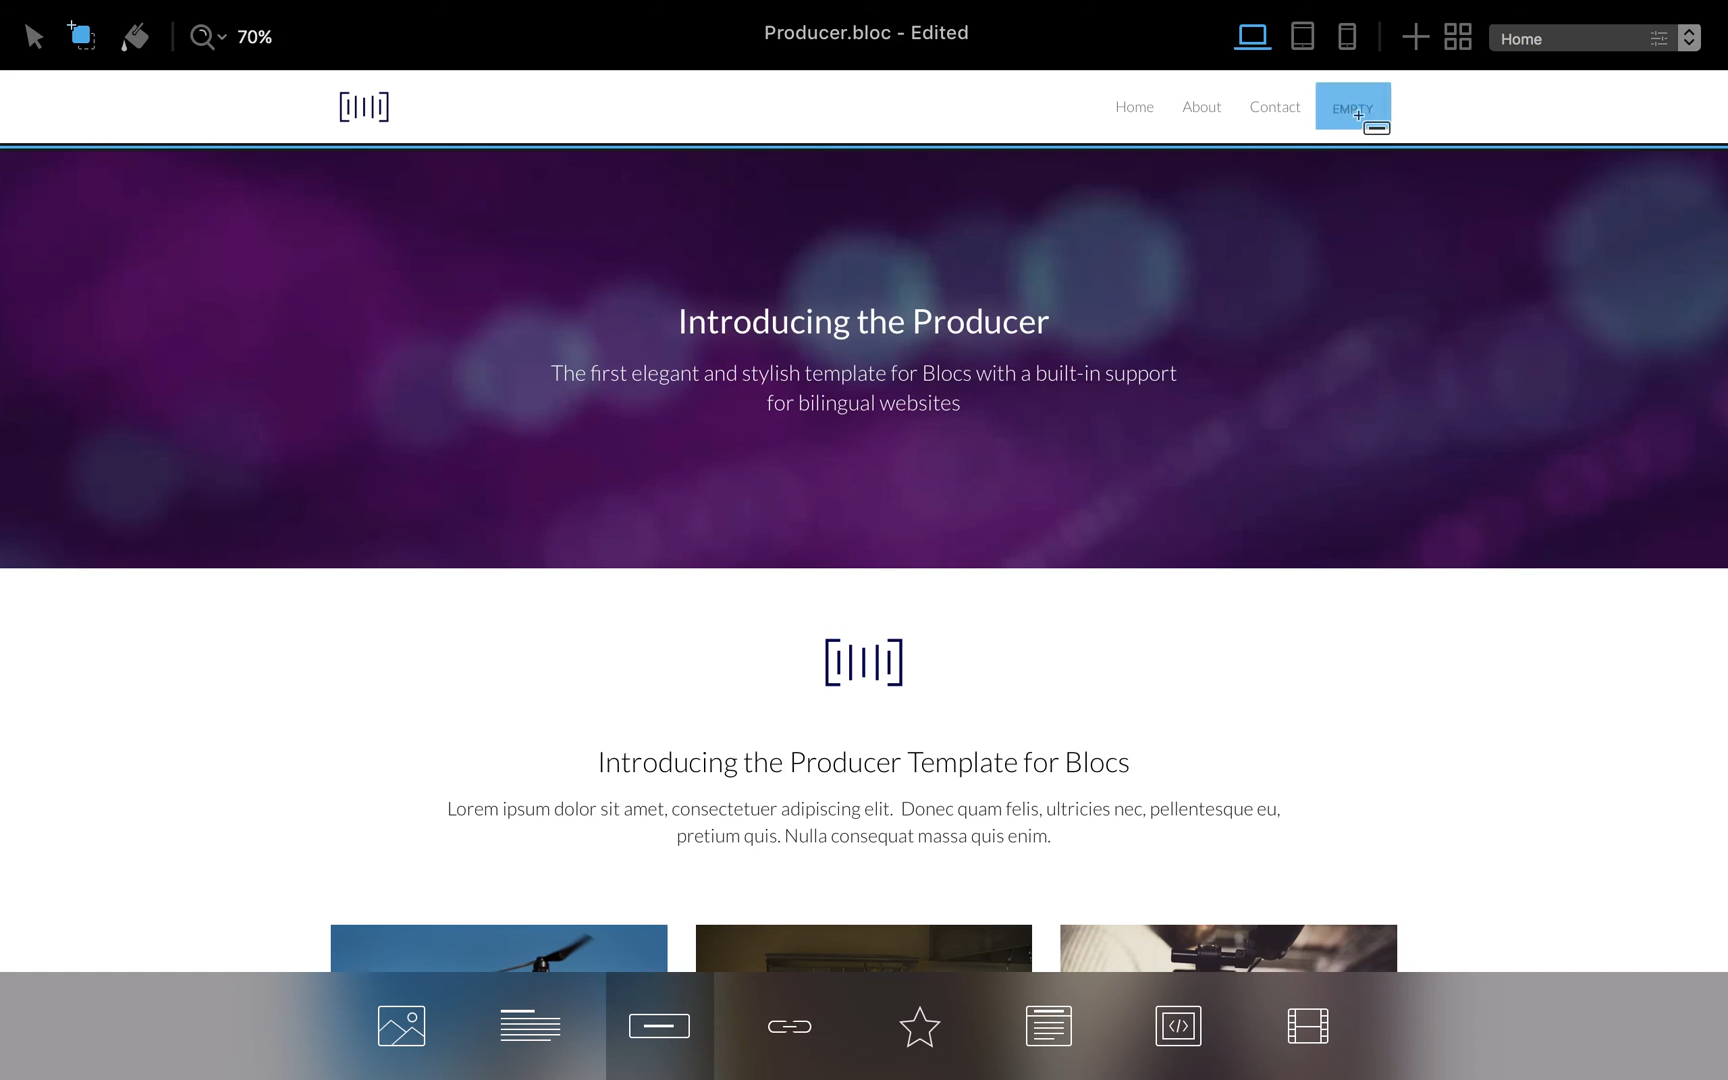 70%
Producer.bloc - Edited
Home
Home
About
Contact
EMPTY
Introducing the Producer
The first elegant and stylish template for Blocs with a built-in support
for bilingual websites
Introducing the Producer Template for Blocs
Lorem ipsum dolor sit amet, consectetuer adipiscing elit.  Donec quam felis, ultricies nec, pellentesque eu,
pretium quis. Nulla consequat massa quis enim.